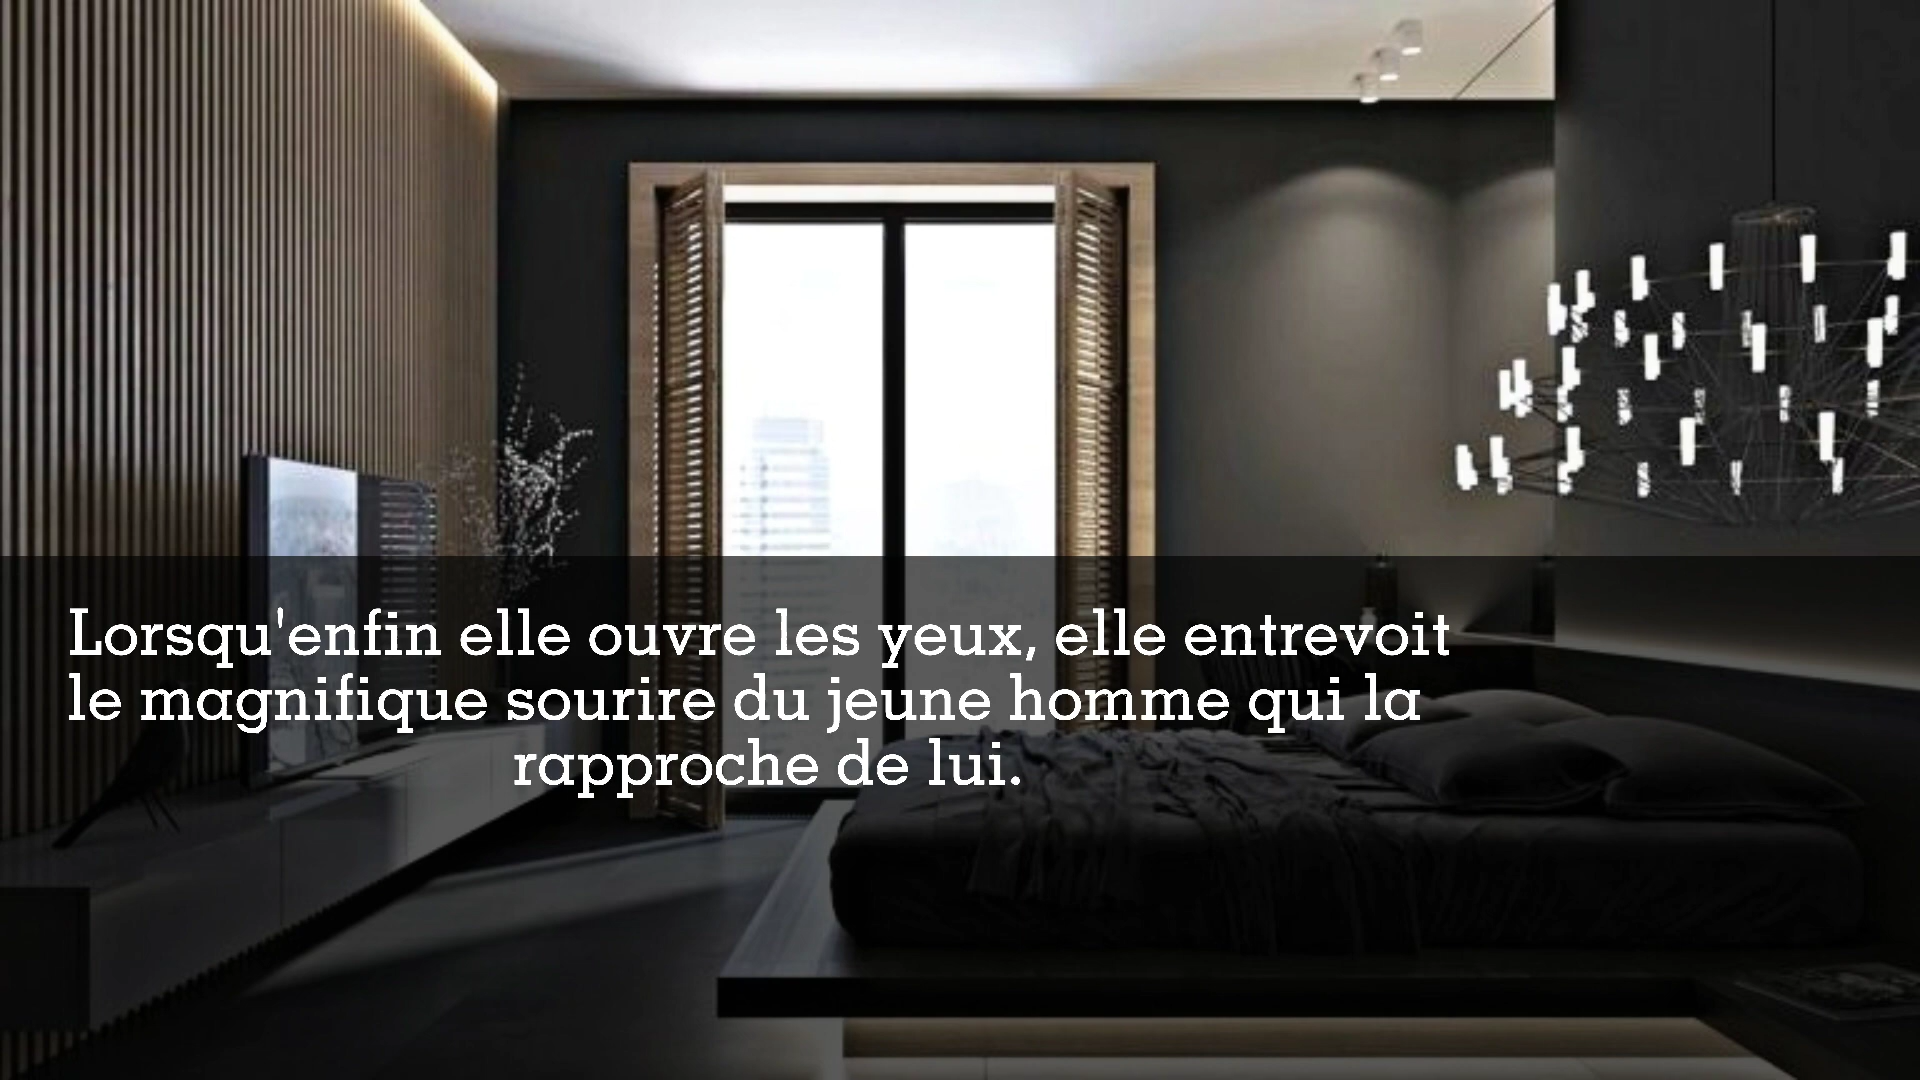 Lorsqu'enfin elle ouvre les yeux, elle entrevoit
le magnifique sourire du jeune homme qui la
rapproche de lui.